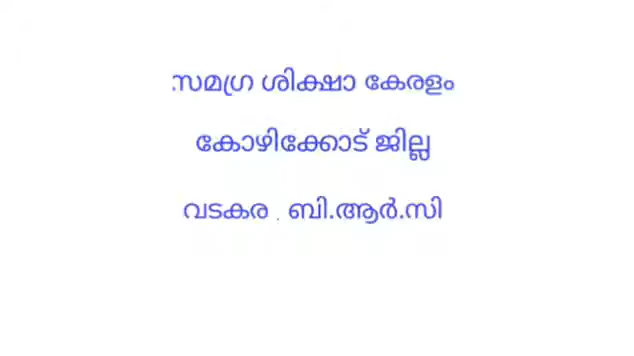 സമഗ്ര ശിക്ഷാ കേരളം
കോഴിക്കോട് ജില്ല
വടകര . ബി.ആർ.സി